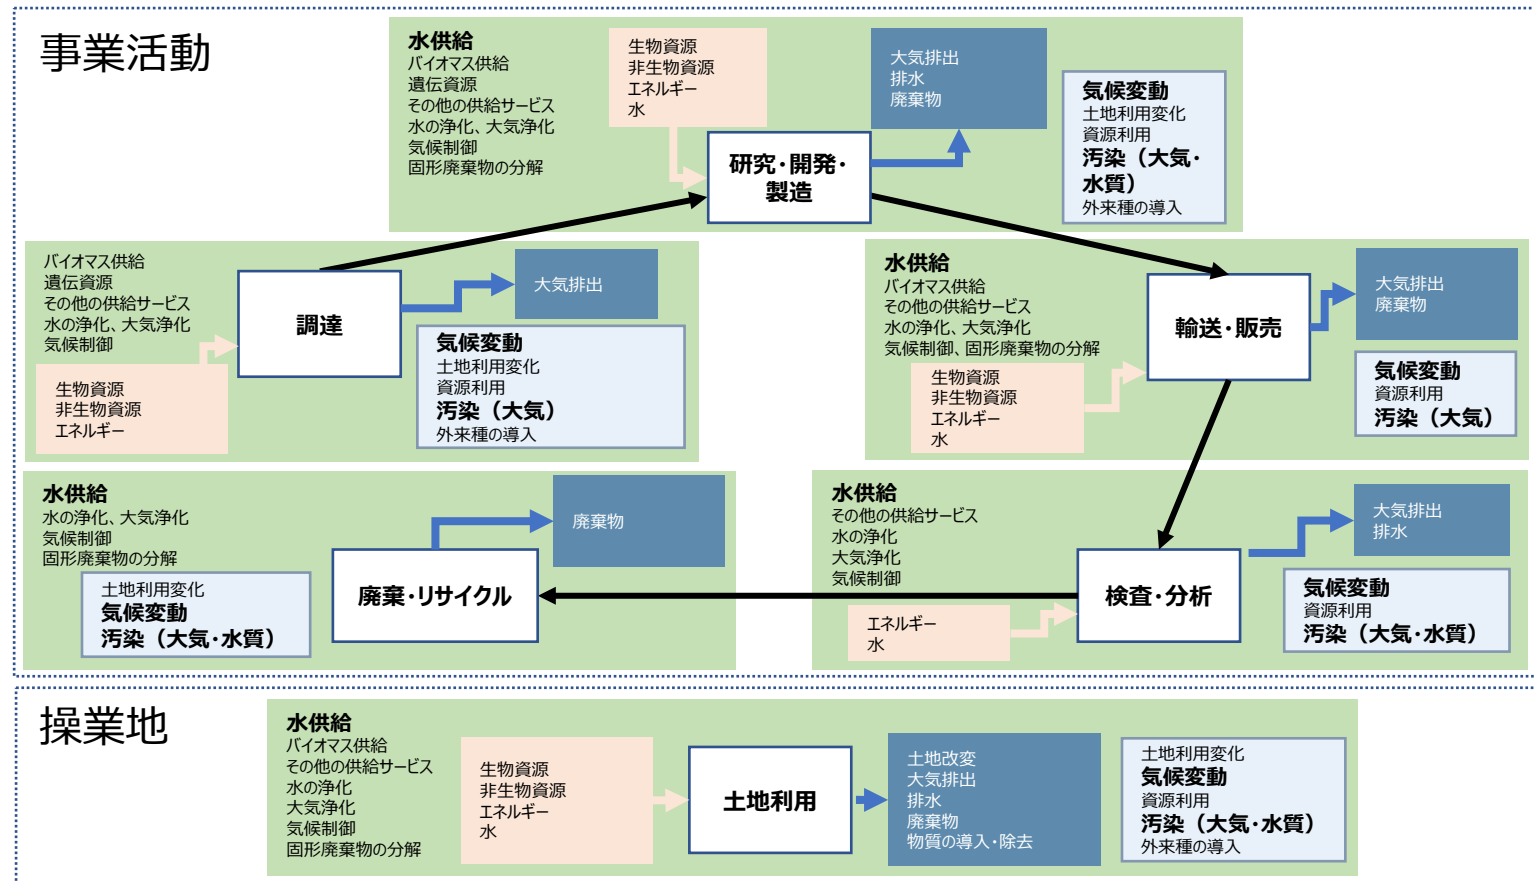 事業活動
水供給
バイオマス供給
遺伝資源
その他の供給サービス
水の浄化、大気浄化
気候制御
固形廃棄物の分解
生物資源
非生物資源
エネルギー
水
大気排出
排水
廃棄物
研究・開発・
製造
気候変動
土地利用変化
資源利用
汚染（大気・
水質）
外来種の導入
バイオマス供給
遺伝資源
その他の供給サービス
水の浄化、大気浄化
気候制御
生物資源
非生物資源
エネルギー
調達
大気排出
気候変動
土地利用変化
資源利用
汚染（大気）
外来種の導入
水供給
バイオマス供給
その他の供給サービス
水の浄化、大気浄化
気候制御、固形廃棄物の分解
生物資源
非生物資源
エネルギー
水
輸送・販売
大気排出
廃棄物
気候変動
資源利用
汚染（大気）
水供給
水の浄化、大気浄化
気候制御
固形廃棄物の分解
土地利用変化
気候変動
汚染（大気・水質）
廃棄・リサイクル
廃棄物
水供給
その他の供給サービス
水の浄化
大気浄化
気候制御
エネルギー
水
検査・分析
大気排出
排水
気候変動
資源利用
汚染（大気・水質）
操業地
水供給
バイオマス供給
その他の供給サービス
水の浄化
大気浄化
気候制御
固形廃棄物の分解
生物資源
非生物資源
エネルギー
水
土地利用
土地改変
大気排出
排水
廃棄物
物質の導入・除去
土地利用変化
気候変動
資源利用
汚染（大気・水質）
外来種の導入